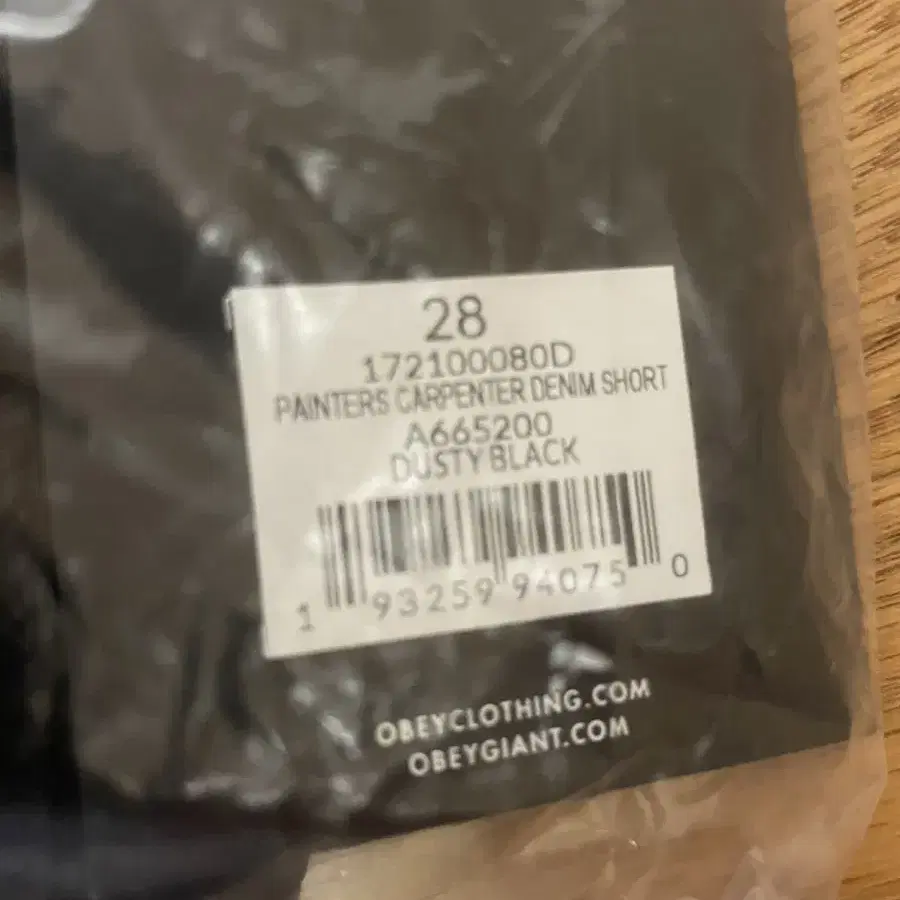 28
172100080D
PAINTERS CARPENTER DENIM SHORT
A665200
DUSTY BLACK
1 93259 94075 0
OBEYCLOTHING.COM
OBEYGIANT.COM